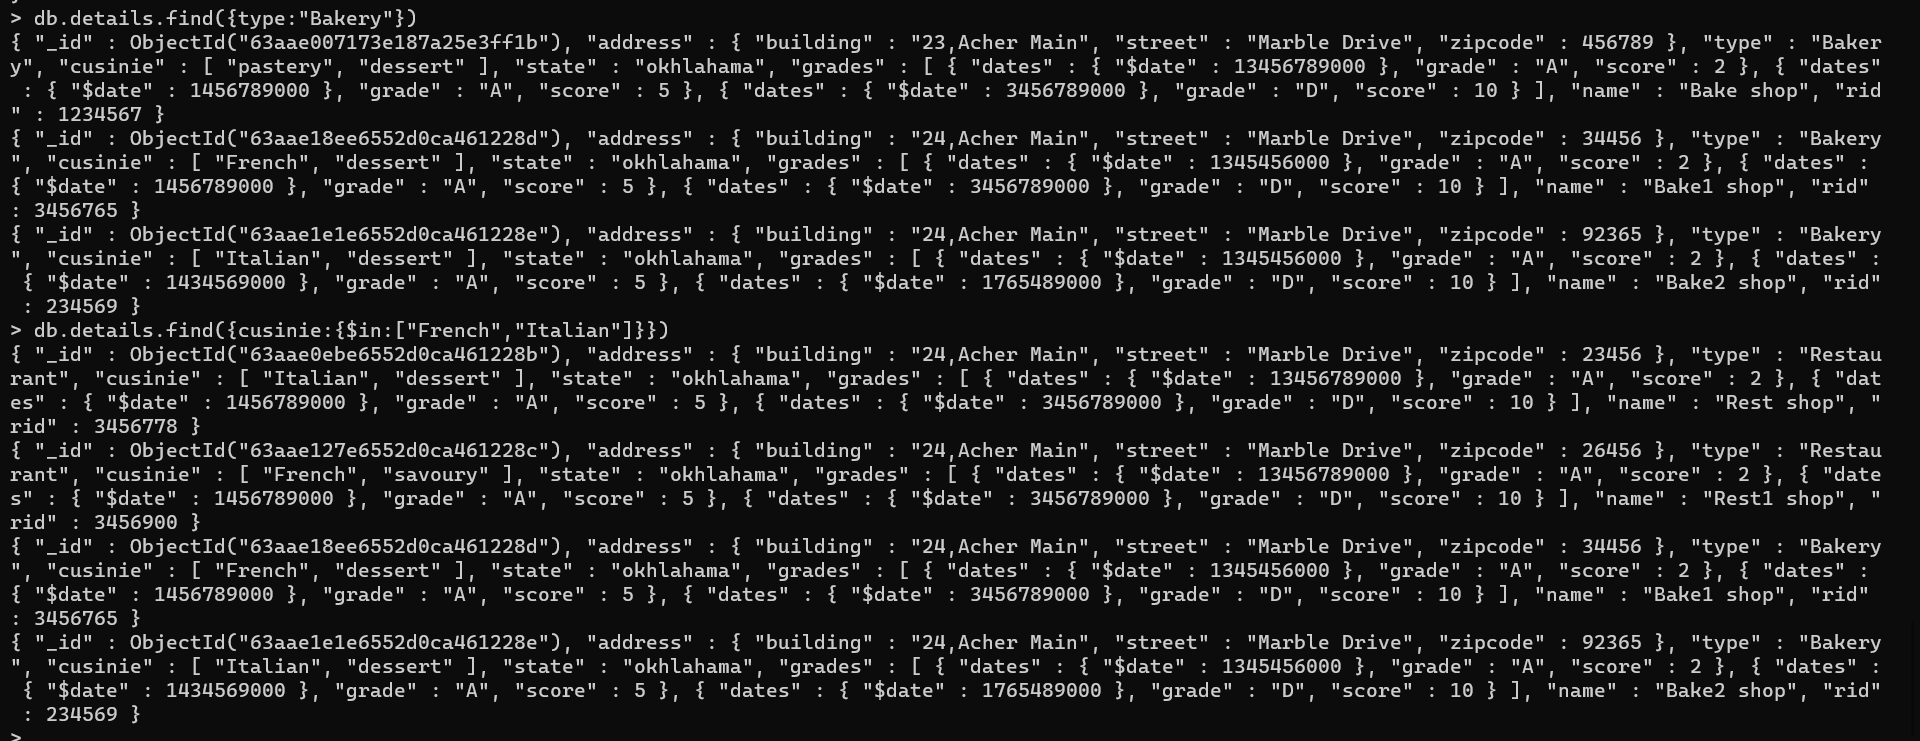 > db.details.find({type:"Bakery"})
{ "_id" : ObjectId("63aae007173e187a25e3ff1b"), "address" : { "building" : "23,Acher Main", "street" : "Marble Drive", "zipcode" : 456789 }, "type" : "Baker
y", "cusinie" : [ "pastery", "dessert" ], "state" : "okhlahama", "grades" : [ { "dates" : { "$date" : 13456789000 }, "grade" : "A", "score" : 2 }, { "dates"
 : { "$date" : 1456789000 }, "grade" : "A", "score" : 5 }, { "dates" : { "$date" : 3456789000 }, "grade" : "D", "score" : 10 } ], "name" : "Bake shop", "rid
" : 1234567 }
{ "_id" : ObjectId("63aae18ee6552d0ca461228d"), "address" : { "building" : "24,Acher Main", "street" : "Marble Drive", "zipcode" : 34456 }, "type" : "Bakery
", "cusinie" : [ "French", "dessert" ], "state" : "okhlahama", "grades" : [ { "dates" : { "$date" : 1345456000 }, "grade" : "A", "score" : 2 }, { "dates" :
{ "$date" : 1456789000 }, "grade" : "A", "score" : 5 }, { "dates" : { "$date" : 3456789000 }, "grade" : "D", "score" : 10 } ], "name" : "Bake1 shop", "rid"
: 3456765 }
{ "_id" : ObjectId("63aae1e1e6552d0ca461228e"), "address" : { "building" : "24,Acher Main", "street" : "Marble Drive", "zipcode" : 92365 }, "type" : "Bakery
", "cusinie" : [ "Italian", "dessert" ], "state" : "okhlahama", "grades" : [ { "dates" : { "$date" : 1345456000 }, "grade" : "A", "score" : 2 }, { "dates" :
 { "$date" : 1434569000 }, "grade" : "A", "score" : 5 }, { "dates" : { "$date" : 1765489000 }, "grade" : "D", "score" : 10 } ], "name" : "Bake2 shop", "rid"
 : 234569 }
> db.details.find({cusinie:{$in:["French","Italian"]}})
{ "_id" : ObjectId("63aae0ebe6552d0ca461228b"), "address" : { "building" : "24,Acher Main", "street" : "Marble Drive", "zipcode" : 23456 }, "type" : "Restau
rant", "cusinie" : [ "Italian", "dessert" ], "state" : "okhlahama", "grades" : [ { "dates" : { "$date" : 13456789000 }, "grade" : "A", "score" : 2 }, { "dat
es" : { "$date" : 1456789000 }, "grade" : "A", "score" : 5 }, { "dates" : { "$date" : 3456789000 }, "grade" : "D", "score" : 10 } ], "name" : "Rest shop", "
rid" : 3456778 }
{ "_id" : ObjectId("63aae127e6552d0ca461228c"), "address" : { "building" : "24,Acher Main", "street" : "Marble Drive", "zipcode" : 26456 }, "type" : "Restau
rant", "cusinie" : [ "French", "savoury" ], "state" : "okhlahama", "grades" : [ { "dates" : { "$date" : 13456789000 }, "grade" : "A", "score" : 2 }, { "date
s" : { "$date" : 1456789000 }, "grade" : "A", "score" : 5 }, { "dates" : { "$date" : 3456789000 }, "grade" : "D", "score" : 10 } ], "name" : "Rest1 shop", "
rid" : 3456900 }
{ "_id" : ObjectId("63aae18ee6552d0ca461228d"), "address" : { "building" : "24,Acher Main", "street" : "Marble Drive", "zipcode" : 34456 }, "type" : "Bakery
", "cusinie" : [ "French", "dessert" ], "state" : "okhlahama", "grades" : [ { "dates" : { "$date" : 1345456000 }, "grade" : "A", "score" : 2 }, { "dates" :
{ "$date" : 1456789000 }, "grade" : "A", "score" : 5 }, { "dates" : { "$date" : 3456789000 }, "grade" : "D", "score" : 10 } ], "name" : "Bake1 shop", "rid"
: 3456765 }
{ "_id" : ObjectId("63aae1e1e6552d0ca461228e"), "address" : { "building" : "24,Acher Main", "street" : "Marble Drive", "zipcode" : 92365 }, "type" : "Bakery
", "cusinie" : [ "Italian", "dessert" ], "state" : "okhlahama", "grades" : [ { "dates" : { "$date" : 1345456000 }, "grade" : "A", "score" : 2 }, { "dates" :
 { "$date" : 1434569000 }, "grade" : "A", "score" : 5 }, { "dates" : { "$date" : 1765489000 }, "grade" : "D", "score" : 10 } ], "name" : "Bake2 shop", "rid"
 : 234569 }
>